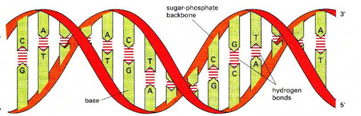 sugar-phosphate
backbone
3'
C A A C G T
G T T G T A C G C A A
base
hydrogen
bonds
5'